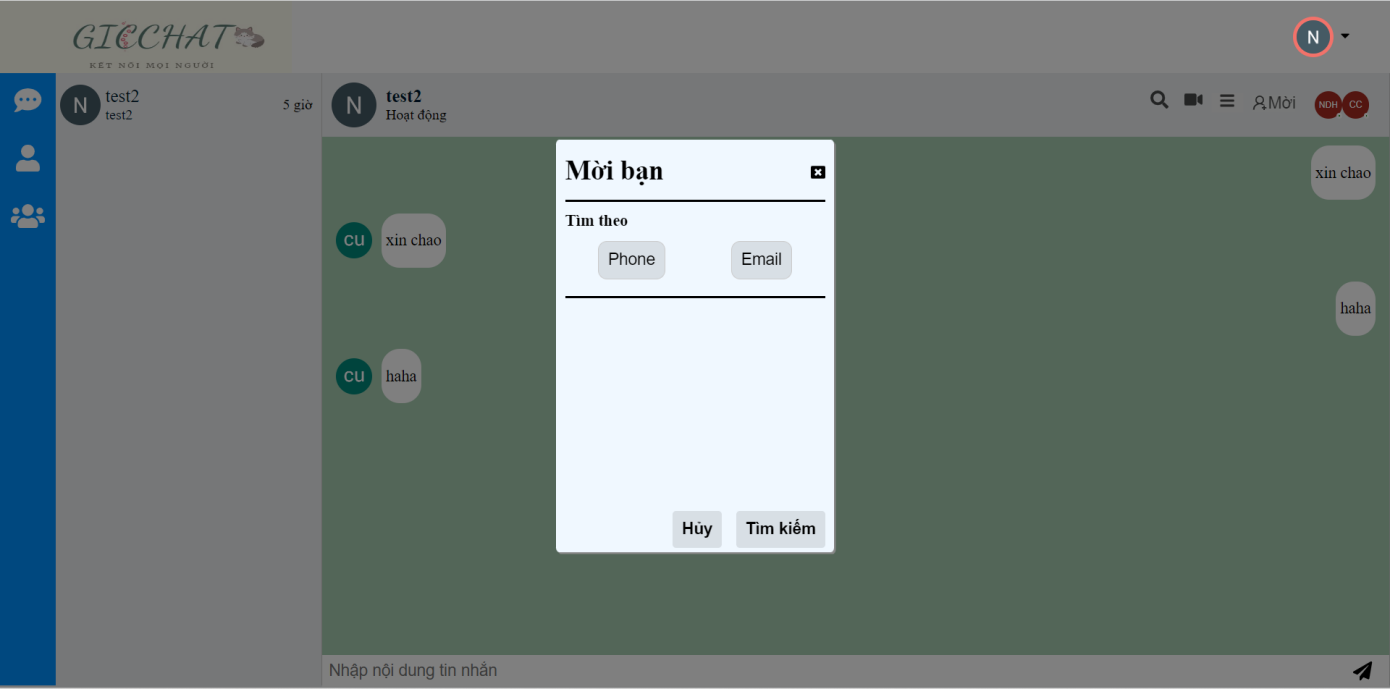 GICCHAT
KẾT NỐI MỌI NGƯỜI
N
N
test2
test2
5 giờ
N
test2
Hoạt động
Mời
NDH
CC
Mời bạn
Tìm theo
Phone
Email
Hủy
Tìm kiếm
xin chao
CU
xin chao
haha
CU
haha
Nhập nội dung tin nhắn